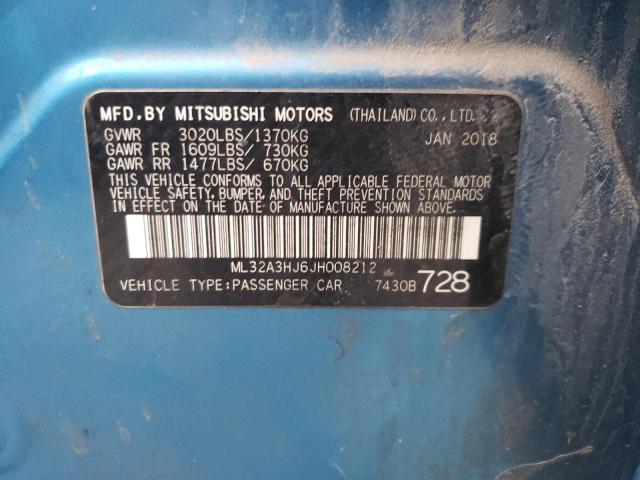 MFD.BY MITSUBISHI MOTORS (THAILAND) CO.,LTD.
GVWR 3020LBS/1370KG JAN 2018
GAWR FR 1609LBS/ 730KG
GAWR RR 1477LBS/ 670KG
THIS VEHICLE CONFORMS TO ALL APPLICABLE FEDERAL MOTOR
VEHICLE SAFETY, BUMPER, AND THEFT PREVENTION STANDARDS
IN EFFECT ON THE DATE OF MANUFACTURE SHOWN ABOVE.
ML32A3HJ6JH008212
VEHICLE TYPE:PASSENGER CAR 7430B 728